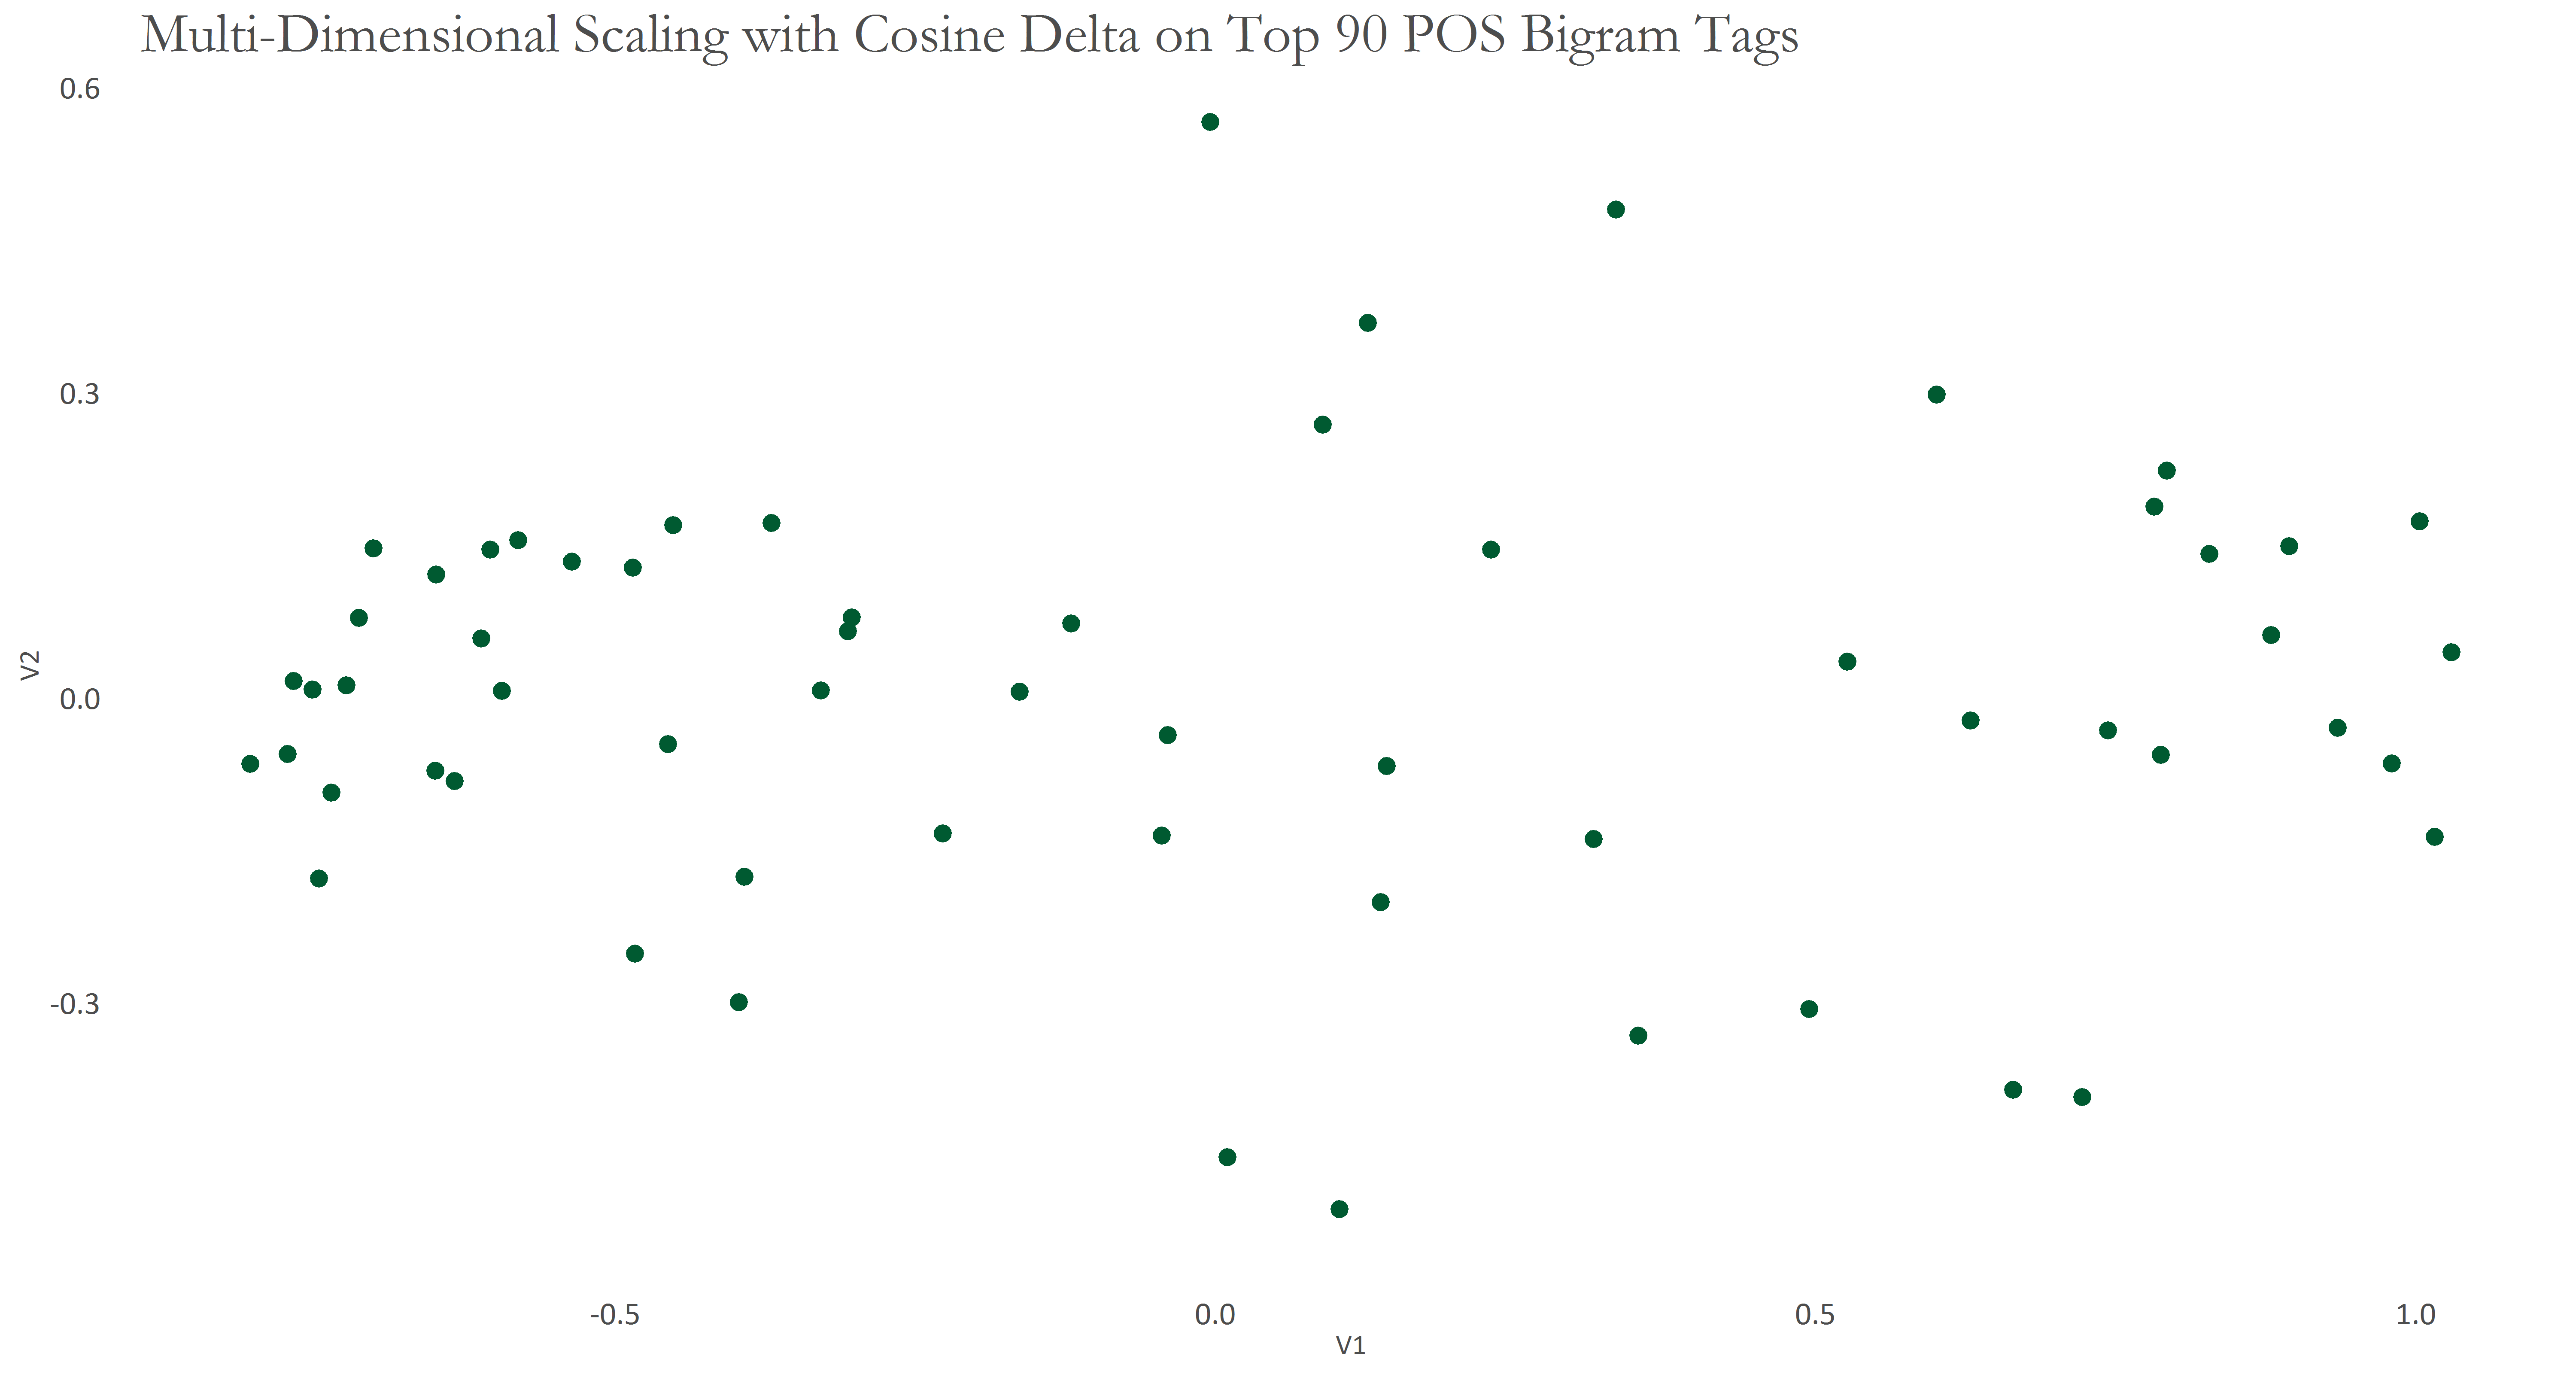 Multi-Dimensional Scaling with Cosine Delta on Top 90 POS Bigram Tags
0.6
0.3
0.0
-0.3
V2
-0.5 0.0 0.5 1.0
V1